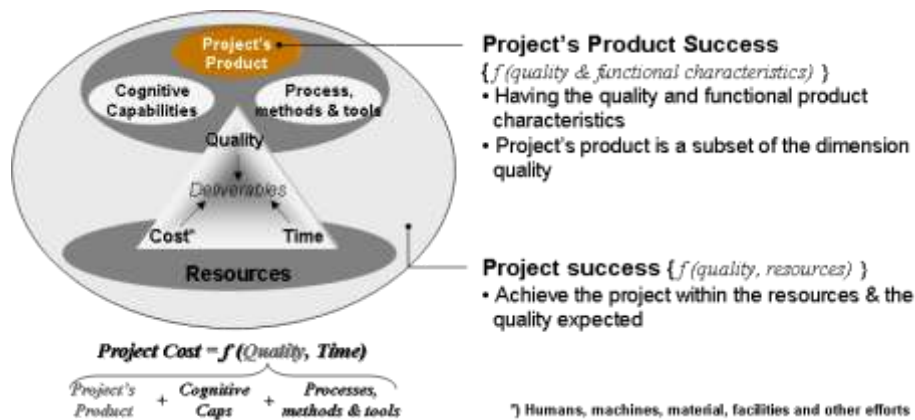 Project's
Product
Cognitive
Capabilities
Process,
methods & tools
Quality
Deliverables
Cost*
Time
Resources
Project Cost = f (Quality, Time)
Project's
Product
+
Cognitive
Caps
+
Processes,
methods & tools
Project's Product Success
{ f (quality & functional characteristics) }
• Having the quality and functional product
characteristics
• Project's product is a subset of the dimension
quality
Project success { f (quality, resources) }
• Achieve the project within the resources & the
quality expected
*) Humans, machines, material, facilities and other efforts